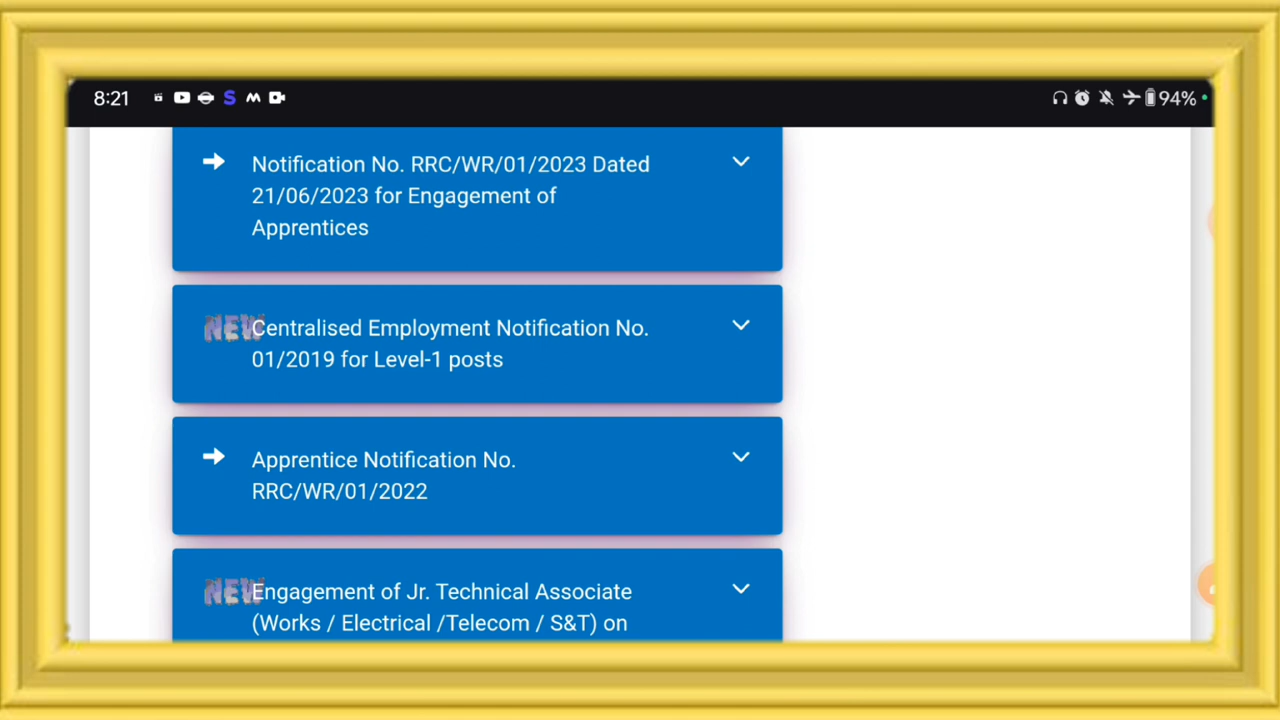 8:21 S 94%
Notification No. RRC/WR/01/2023 Dated
21/06/2023 for Engagement of
Apprentices
NEW Centralised Employment Notification No.
01/2019 for Level-1 posts
Apprentice Notification No.
RRC/WR/01/2022
NEW Engagement of Jr. Technical Associate
(Works / Electrical /Telecom / S&T) on